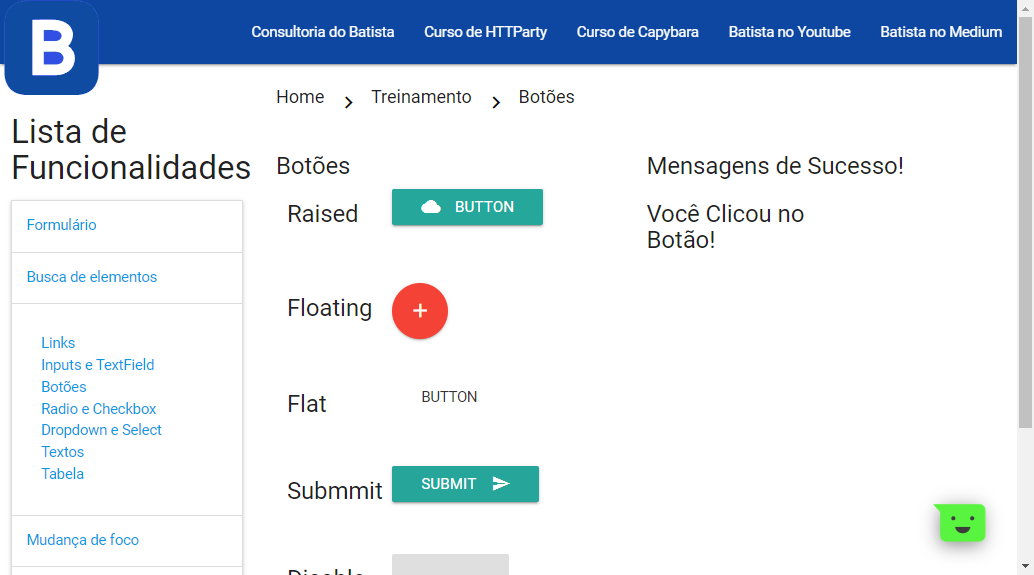 B
Consultoria do Batista Curso de HTTParty Curso de Capybara Batista no Youtube Batista no Medium
Home Treinamento Botões
Lista de
Funcionalidades
Formulário
Busca de elementos
Links
Inputs e TextField
Botões
Radio e Checkbox
Dropdown e Select
Textos
Tabela
Mudança de foco
Botões
Raised BUTTON
Floating +
Flat BUTTON
Submmit SUBMIT
Disable
Mensagens de Sucesso!
Você Clicou no
Botão!